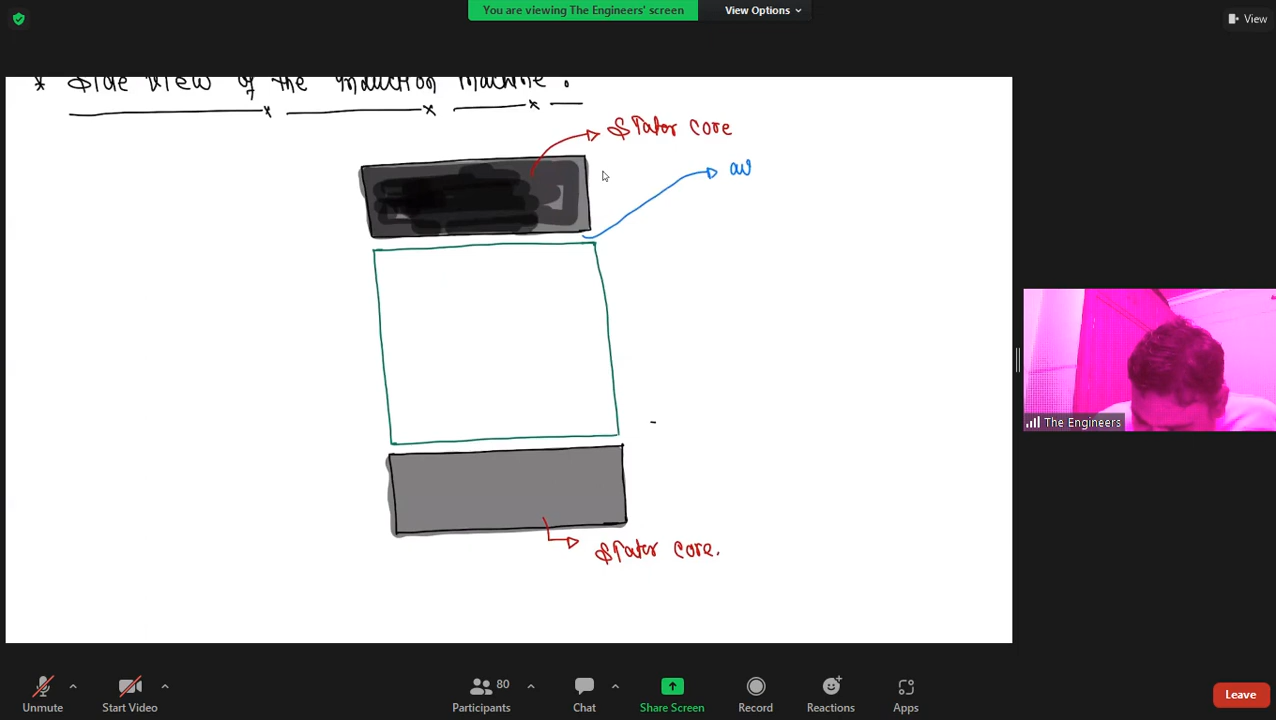 You are viewing The Engineers' screen
View Options
View
* Side view of the Induction Machine.
Stator core
The Engineers
Stator core.
Unmute
Start Video
80
Participants
Chat
Share Screen
Record
Reactions
Apps
Leave